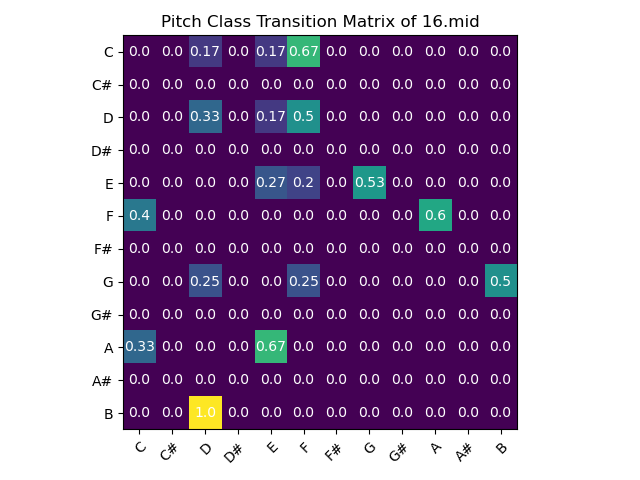 Pitch Class Transition Matrix of 16.mid
C 0.0 0.0 0.17 0.0 0.17 0.67 0.0 0.0 0.0 0.0 0.0 0.0
C# 0.0 0.0 0.0 0.0 0.0 0.0 0.0 0.0 0.0 0.0 0.0 0.0
D 0.0 0.0 0.33 0.0 0.17 0.5 0.0 0.0 0.0 0.0 0.0 0.0
D# 0.0 0.0 0.0 0.0 0.0 0.0 0.0 0.0 0.0 0.0 0.0 0.0
E 0.0 0.0 0.0 0.0 0.27 0.2 0.0 0.53 0.0 0.0 0.0 0.0
F 0.4 0.0 0.0 0.0 0.0 0.0 0.0 0.0 0.0 0.6 0.0 0.0
F# 0.0 0.0 0.0 0.0 0.0 0.0 0.0 0.0 0.0 0.0 0.0 0.0
G 0.0 0.0 0.25 0.0 0.0 0.25 0.0 0.0 0.0 0.0 0.0 0.5
G# 0.0 0.0 0.0 0.0 0.0 0.0 0.0 0.0 0.0 0.0 0.0 0.0
A 0.33 0.0 0.0 0.0 0.67 0.0 0.0 0.0 0.0 0.0 0.0 0.0
A# 0.0 0.0 0.0 0.0 0.0 0.0 0.0 0.0 0.0 0.0 0.0 0.0
B 0.0 0.0 1.0 0.0 0.0 0.0 0.0 0.0 0.0 0.0 0.0 0.0
C C# D D# E F F# G G# A A# B